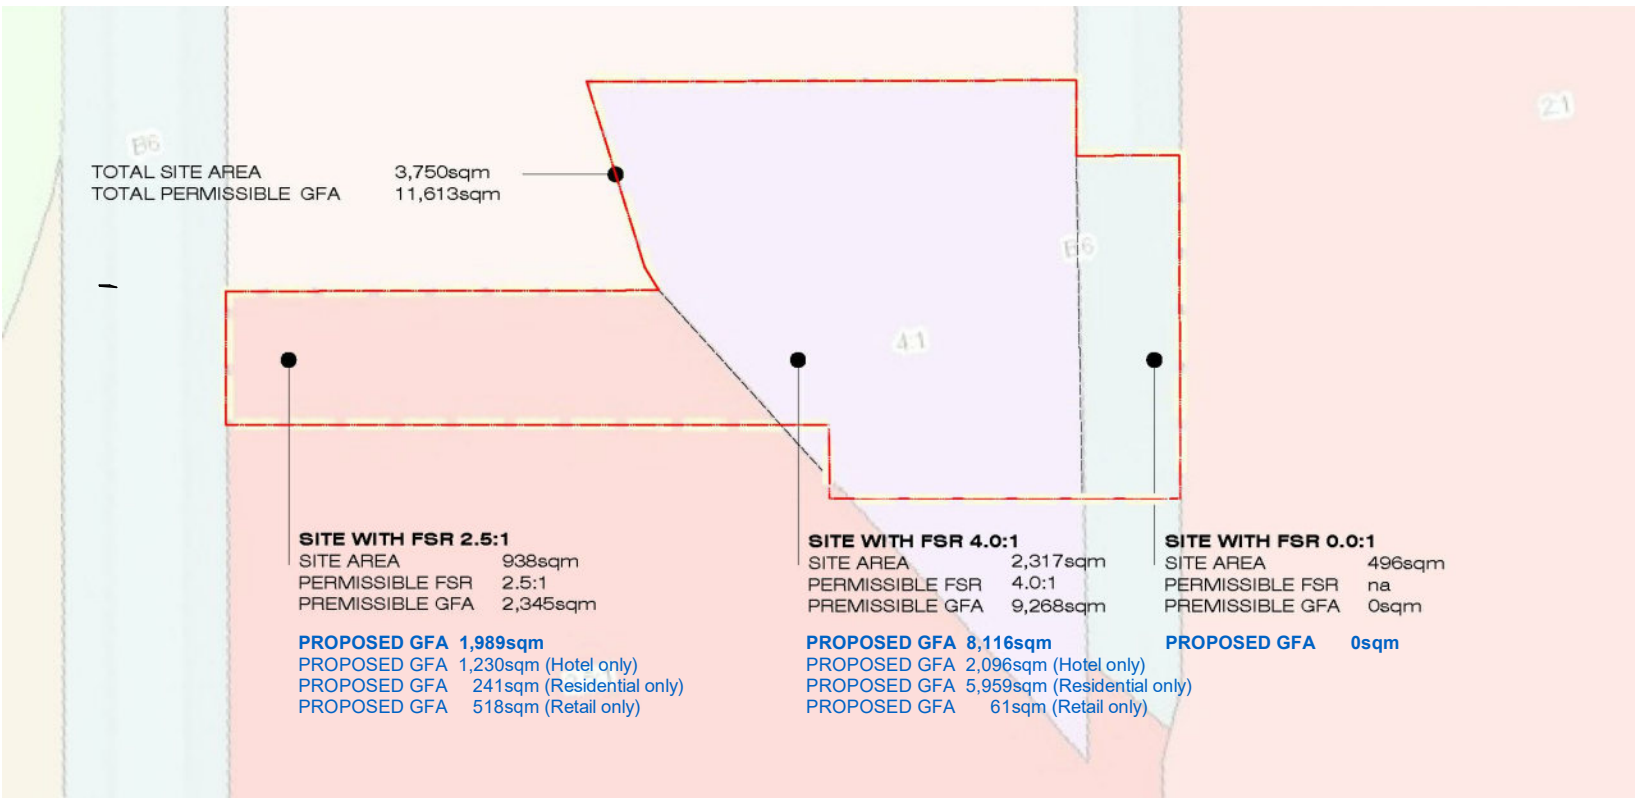 2:1
B6
TOTAL SITE AREA 3,750sqm
TOTAL PERMISSIBLE GFA 11,613sqm
B6
4:1
SITE WITH FSR 2.5:1
SITE AREA 938sqm
PERMISSIBLE FSR 2.5:1
PREMISSIBLE GFA 2,345sqm
PROPOSED GFA 1,989sqm
PROPOSED GFA 1,230sqm (Hotel only)
PROPOSED GFA 241sqm (Residential only)
PROPOSED GFA 518sqm (Retail only)
SITE WITH FSR 4.0:1
SITE AREA 2,317sqm
PERMISSIBLE FSR 4.0:1
PREMISSIBLE GFA 9,268sqm
PROPOSED GFA 8,116sqm
PROPOSED GFA 2,096sqm (Hotel only)
PROPOSED GFA 5,959sqm (Residential only)
PROPOSED GFA 61sqm (Retail only)
SITE WITH FSR 0.0:1
SITE AREA 496sqm
PERMISSIBLE FSR na
PREMISSIBLE GFA 0sqm
PROPOSED GFA 0sqm